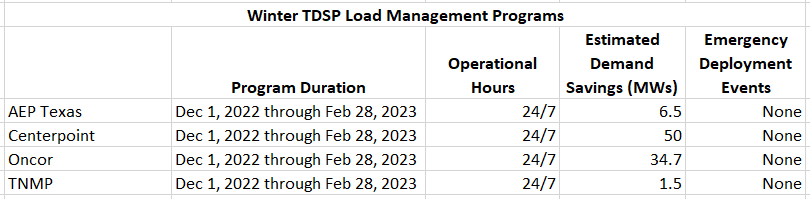 Winter TDSP Load Management Programs
Program Duration Operational Hours Estimated Demand Savings (MWs) Emergency Deployment Events
AEP Texas Dec 1, 2022 through Feb 28, 2023 24/7 6.5 None
Centerpoint Dec 1, 2022 through Feb 28, 2023 24/7 50 None
Oncor Dec 1, 2022 through Feb 28, 2023 24/7 34.7 None
TNMP Dec 1, 2022 through Feb 28, 2023 24/7 1.5 None